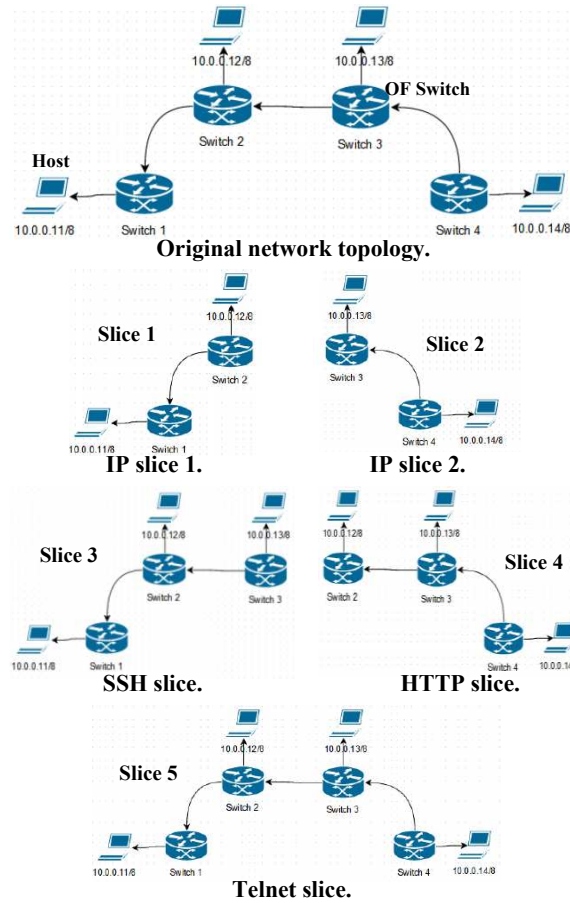 10.0.0.12/8
10.0.0.13/8
OF Switch
Switch 2
Switch 3
Host
10.0.0.11/8
Switch 1
Switch 4
10.0.0.14/8
Original network topology.
10.0.0.12/8
10.0.0.13/8
Slice 1
Slice 2
Switch 2
Switch 3
10.0.0.11/8
Switch 1
Switch 4
10.0.0.14/8
IP slice 1.
IP slice 2.
10.0.0.12/8
10.0.0.13/8
10.0.0.12/8
10.0.0.13/8
Slice 3
Slice 4
Switch 2
Switch 3
Switch 2
Switch 3
10.0.0.11/8
Switch 1
Switch 4
10.0.0.14
SSH slice.
HTTP slice.
10.0.0.12/8
10.0.0.13/8
Slice 5
Switch 2
Switch 3
10.0.0.11/8
Switch 1
Switch 4
10.0.0.14/8
Telnet slice.